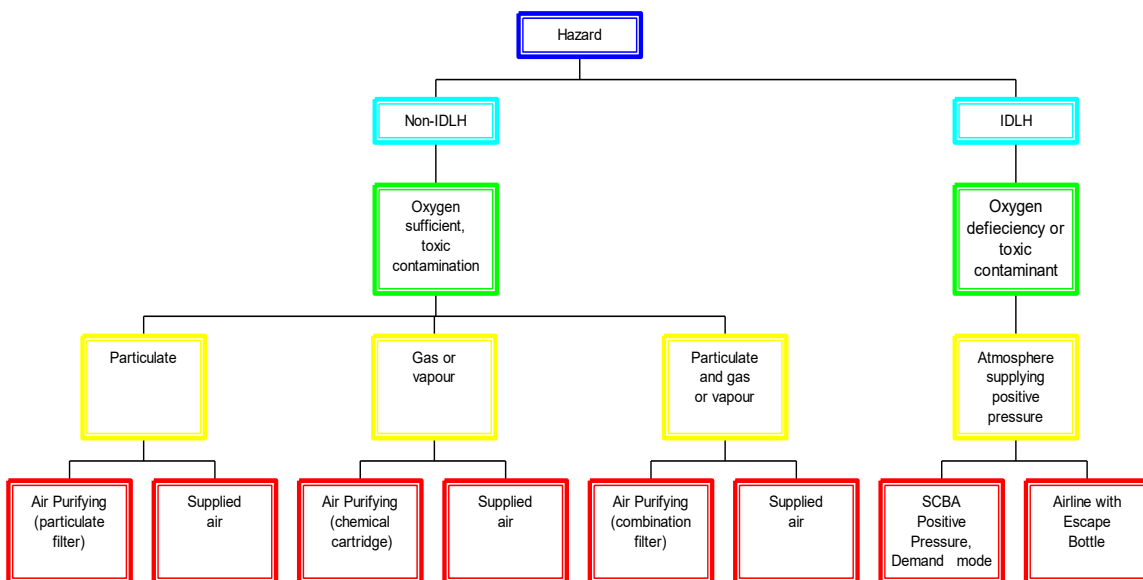 Hazard
Non-IDLH
IDLH
Oxygen
sufficient,
toxic
contamination
Oxygen
defieciency or
toxic
contaminant
Particulate
Gas or
vapour
Particulate
and gas
or vapour
Atmosphere
supplying
positive
pressure
Air Purifying
(particulate
filter)
Supplied
air
Air Purifying
(chemical
cartridge)
Supplied
air
Air Purifying
(combination
filter)
Supplied
air
SCBA
Positive
Pressure,
Demand mode
Airline with
Escape
Bottle